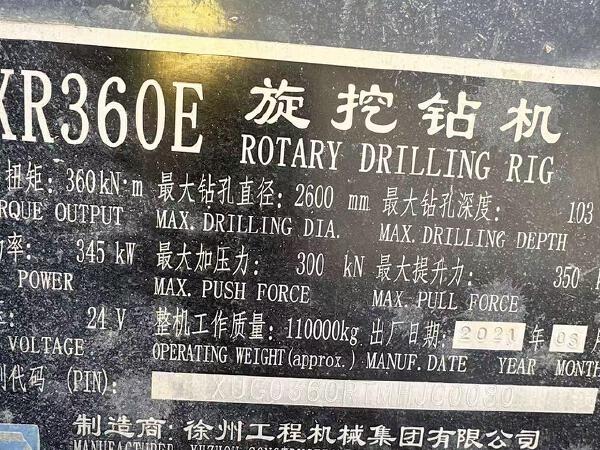 XR360E 旋挖钻机
ROTARY DRILLING RIG
扭矩: 360kN·m 最大钻孔直径: 2600 mm 最大钻孔深度: 103
RQUE OUTPUT MAX. DRILLING DIA. MAX. DRILLING DEPTH
率: 345 kW 最大加压力: 300 kN 最大提升力: 350
POWER MAX. PUSH FORCE MAX. PULL FORCE
24 V 整机工作质量: 110000kg 出厂日期: 2021 年 03
VOLTAGE OPERATING WEIGHT(approx.) MANUF. DATE YEAR MONTH
代码 (PIN):
制造商: 徐州工程机械集团有限公司
MANUFACTURER